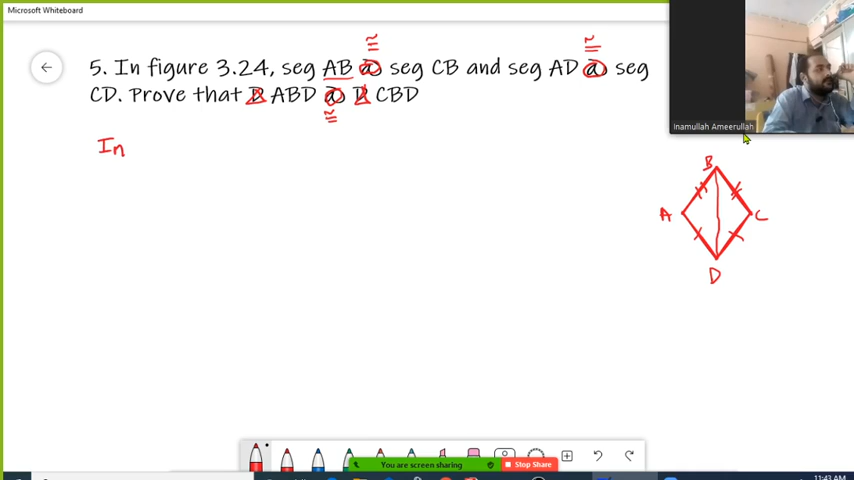 Microsoft Whiteboard
≅ ≅
5. In figure 3.24, seg AB @ seg CB and seg AD @ seg
CD. Prove that D ABD @ D CBD
≅
Inamullah Ameerullah
In
B
A C
D
You are screen sharing Stop Share
11:43 AM